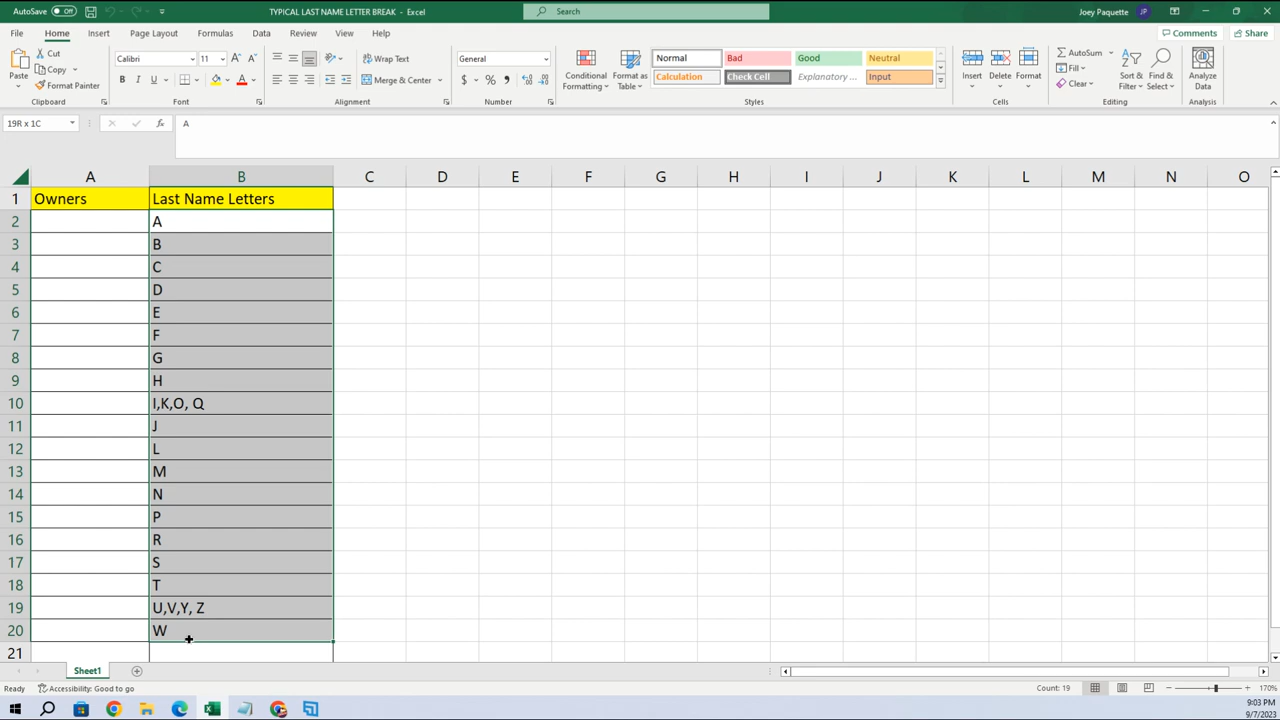 AutoSave Off
TYPICAL LAST NAME LETTER BREAK - Excel
Search
Joey Paquette JP
File Home Insert Page Layout Formulas Data Review View Help
Comments Share
Paste
Cut
Copy
Format Painter
Clipboard
Calibri 11
B I U
Font
Wrap Text
Merge & Center
Alignment
General
$ % ,
Number
Conditional Formatting
Format as Table
Normal Bad Good Neutral
Calculation Check Cell Explanatory ... Input
Styles
Insert Delete Format
Cells
AutoSum
Fill
Clear
Sort & Filter
Find & Select
Editing
Analyze Data
Analysis
19R x 1C fx A
A B C D E F G H I J K L M N O
1 Owners Last Name Letters
2 A
3 B
4 C
5 D
6 E
7 F
8 G
9 H
10 I,K,O, Q
11 J
12 L
13 M
14 N
15 P
16 R
17 S
18 T
19 U,V,Y, Z
20 W
21
Sheet1
Ready Accessibility: Good to go Count: 19 170%
9:03 PM
9/7/2023